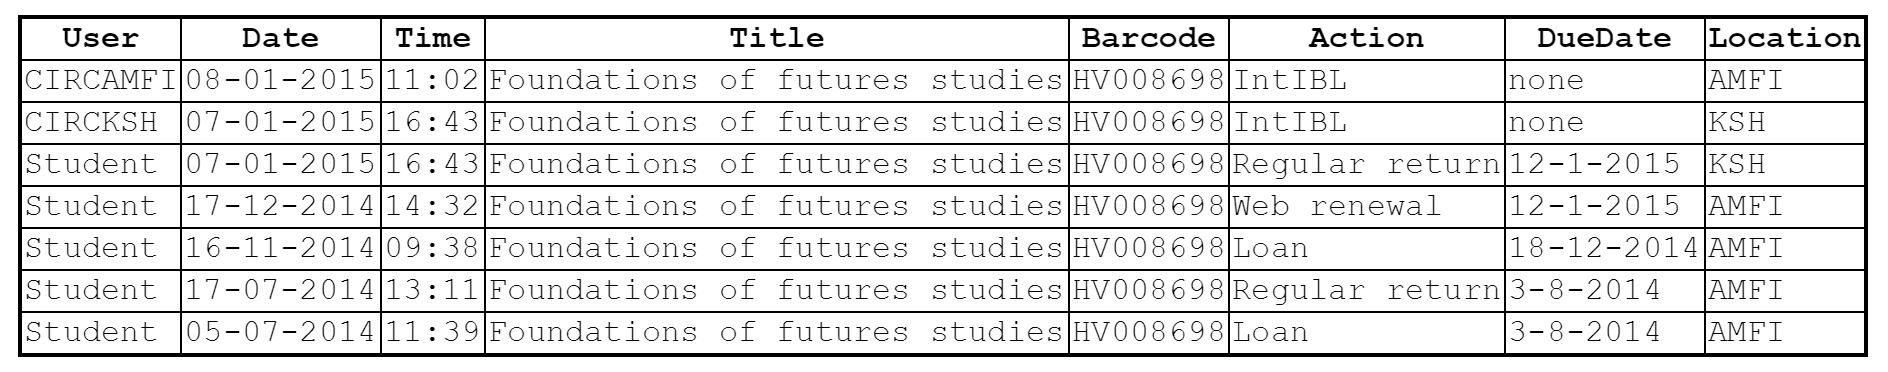 User Date Time Title Barcode Action DueDate Location
CIRCAMFI 08-01-2015 11:02 Foundations of futures studies HV008698 IntIBL none AMFI
CIRCKSH 07-01-2015 16:43 Foundations of futures studies HV008698 IntIBL none KSH
Student 07-01-2015 16:43 Foundations of futures studies HV008698 Regular return 12-1-2015 KSH
Student 17-12-2014 14:32 Foundations of futures studies HV008698 Web renewal 12-1-2015 AMFI
Student 16-11-2014 09:38 Foundations of futures studies HV008698 Loan 18-12-2014 AMFI
Student 17-07-2014 13:11 Foundations of futures studies HV008698 Regular return 3-8-2014 AMFI
Student 05-07-2014 11:39 Foundations of futures studies HV008698 Loan 3-8-2014 AMFI